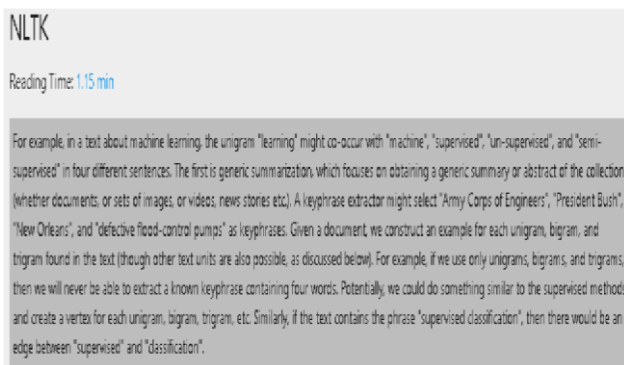 NLTK
Reading Time: 1.15 min
For example, in a text about machine learning, the unigram "learning" might co-occur with "machine", "supervised", "un-supervised", and "semi-
supervised" in four different sentences. The first is generic summarization, which focuses on obtaining a generic summary or abstract of the collection
(whether documents, or sets of images, or videos, news stories etc.). A keyphrase extractor might select "Army Corps of Engineers", "President Bush",
"New Orleans", and "defective flood-control pumps" as keyphrases. Given a document, we construct an example for each unigram, bigram, and
trigram found in the text (though other text units are also possible, as discussed below). For example, if we use only unigrams, bigrams, and trigrams,
then we will never be able to extract a known keyphrase containing four words. Potentially, we could do something similar to the supervised methods
and create a vertex for each unigram, bigram, trigram, etc. Similarly, if the text contains the phrase "supervised classification", then there would be an
edge between "supervised" and "classification".